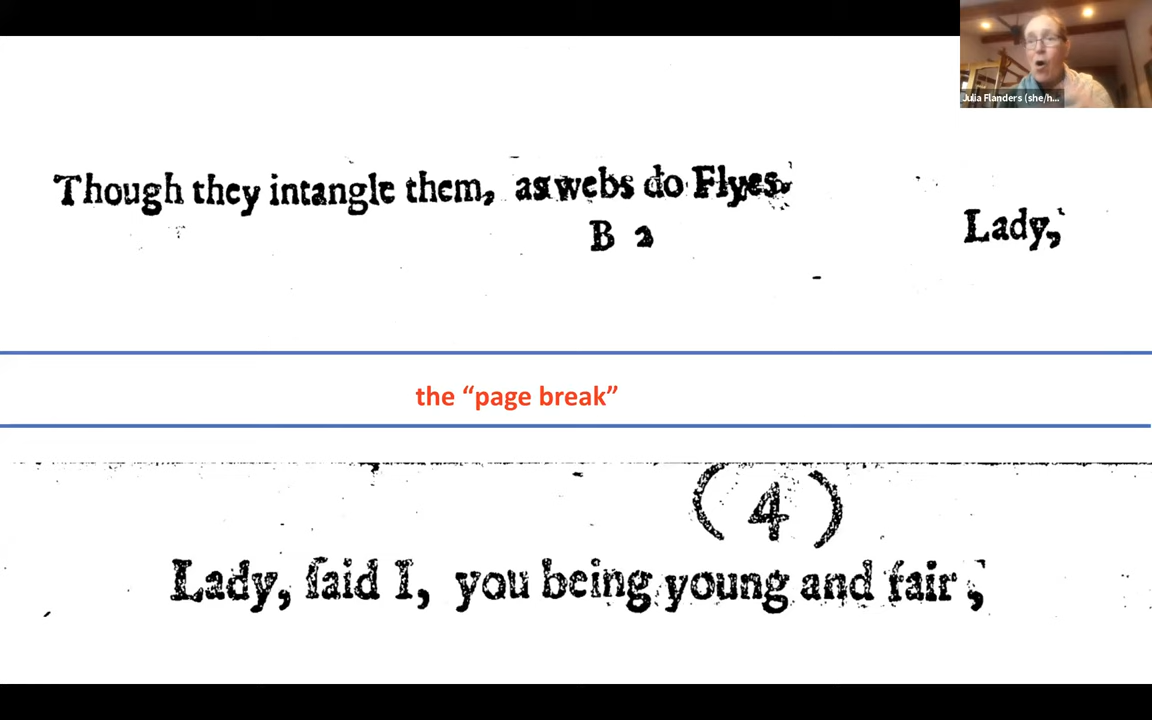 Julia Flanders (she/h...
Though they intangle them, as webs do Flyes.
B 2
Lady,
the “page break”
(4)
Lady, ſaid I, you being young and fair,